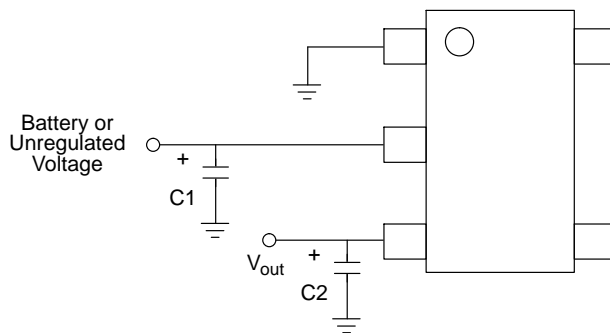 Battery or
Unregulated
Voltage
+
C1
Vout
+
C2